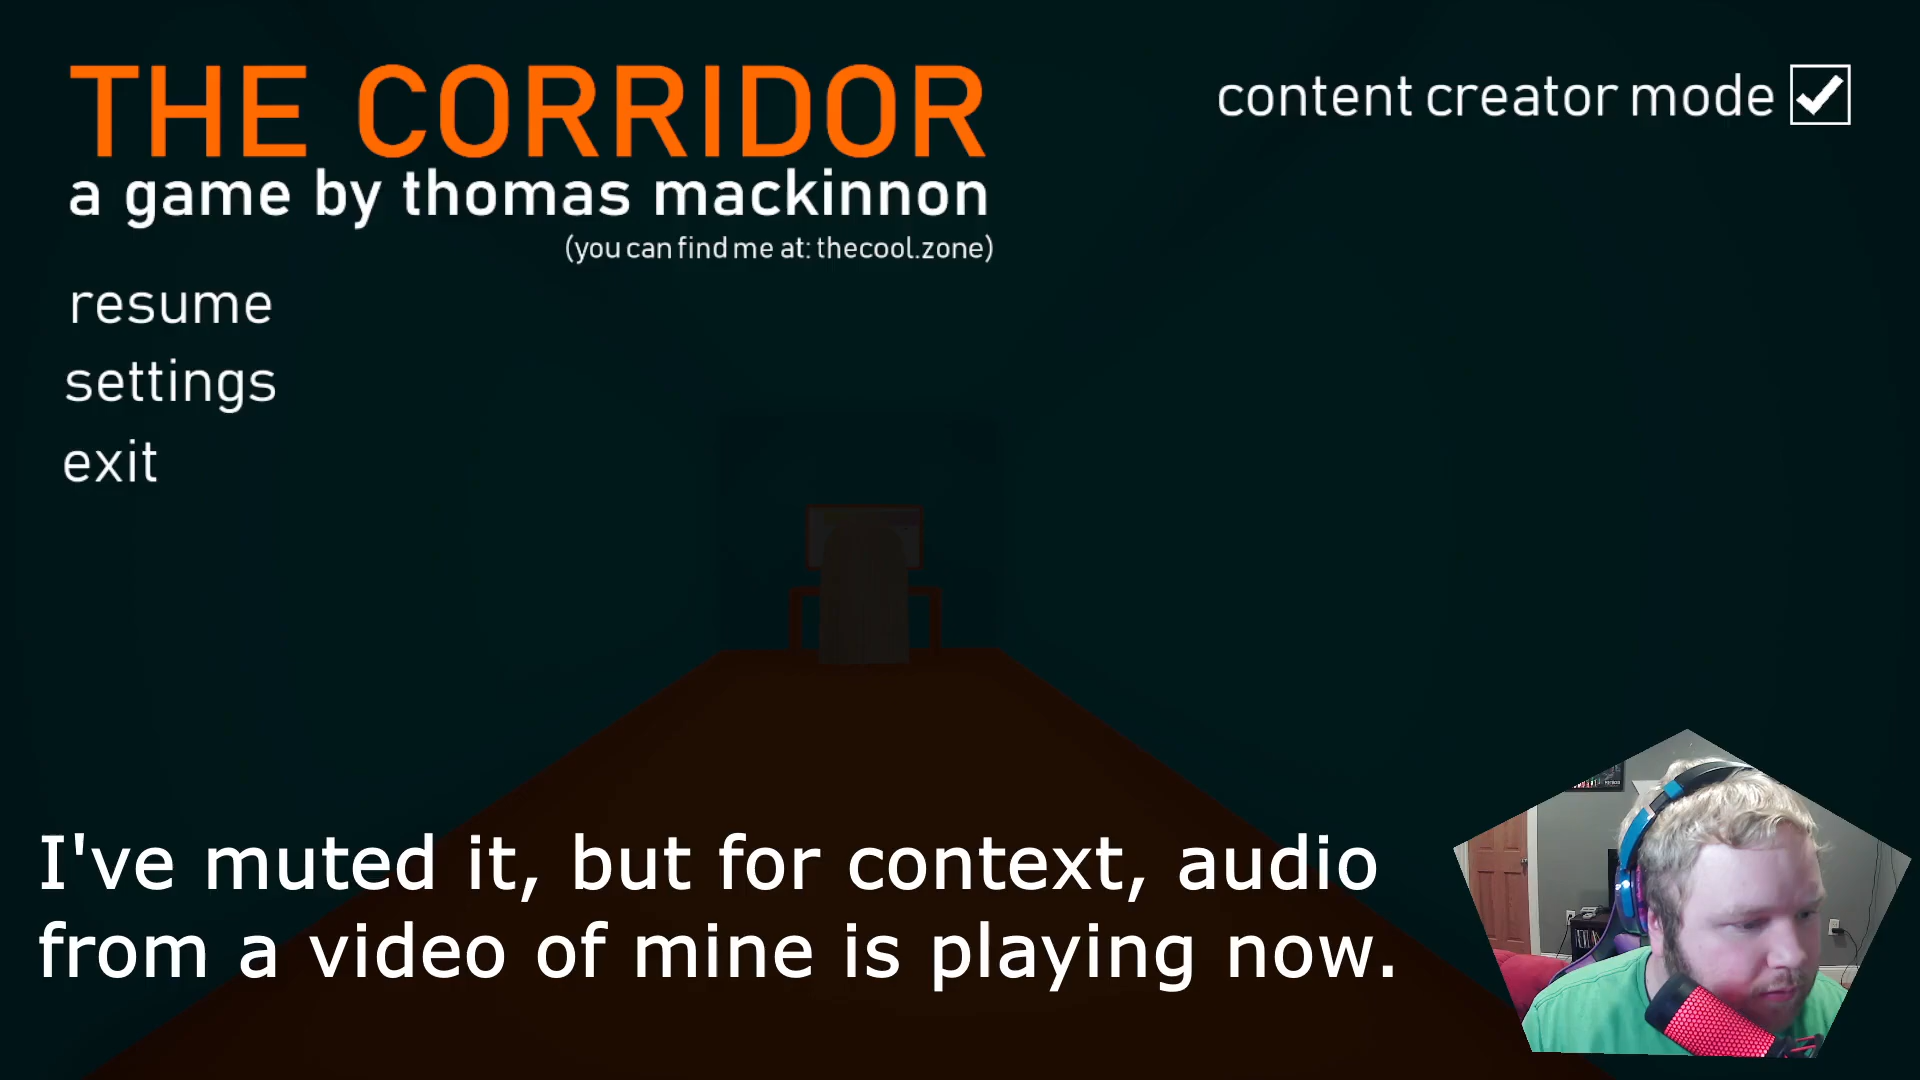 THE CORRIDOR
a game by thomas mackinnon
(you can find me at: thecool.zone)
content creator mode
resume
settings
exit
I've muted it, but for context, audio
from a video of mine is playing now.